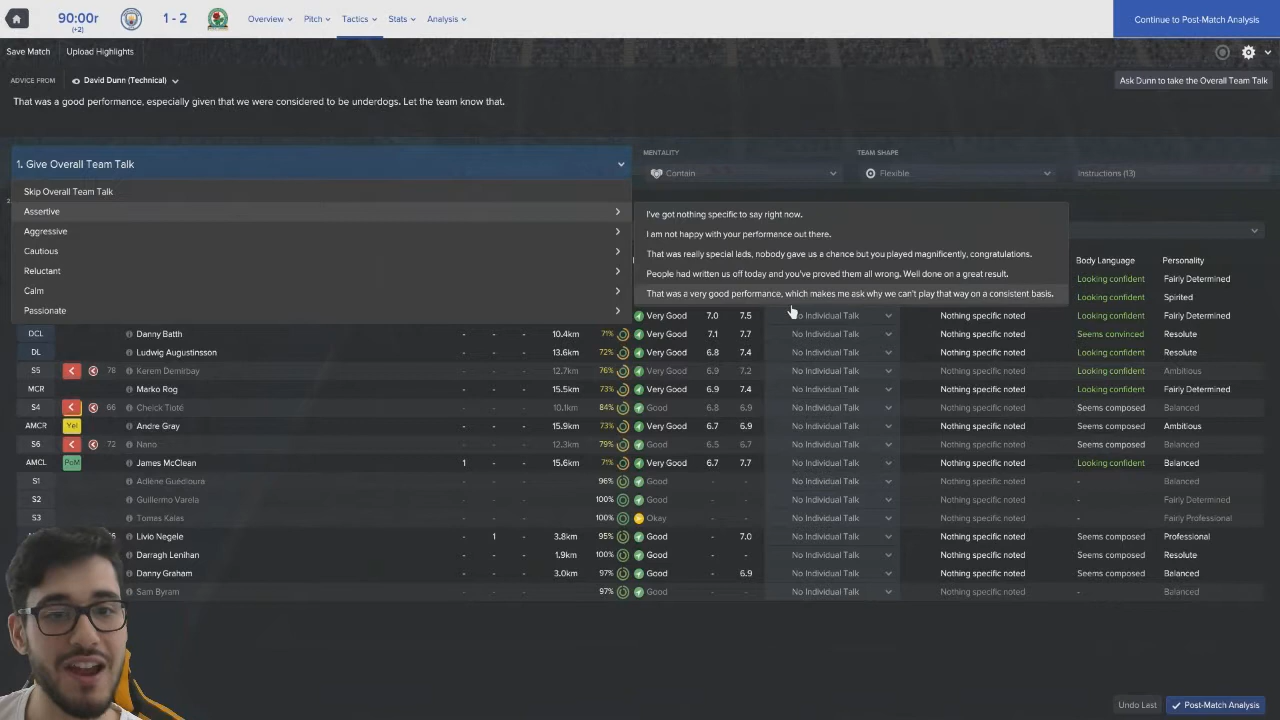 90:00r
(+2)
1 - 2
Overview
Pitch
Tactics
Stats
Analysis
Continue to Post-Match Analysis
Save Match
Upload Highlights
ADVICE FROM
David Dunn (Technical)
Ask Dunn to take the Overall Team Talk
That was a good performance, especially given that we were considered to be underdogs. Let the team know that.
1. Give Overall Team Talk
MENTALITY
Contain
TEAM SHAPE
Flexible
Instructions (13)
Skip Overall Team Talk
Assertive
Aggressive
Cautious
Reluctant
Calm
Passionate
I've got nothing specific to say right now.
I am not happy with your performance out there.
That was really special lads, nobody gave us a chance but you played magnificently, congratulations.
People had written us off today and you've proved them all wrong. Well done on a great result.
That was a very good performance, which makes me ask why we can't play that way on a consistent basis.
Body Language Personality
Looking confident Fairly Determined
Looking confident Spirited
Very Good 7.0 7.5 No Individual Talk Nothing specific noted Looking confident Fairly Determined
DCL Danny Batth - - - 10.4km 71% Very Good 7.1 7.7 No Individual Talk Nothing specific noted Seems convinced Resolute
DL Ludwig Augustinsson - - - 13.6km 72% Very Good 6.8 7.4 No Individual Talk Nothing specific noted Looking confident Resolute
S5 78 Kerem Demirbay - - - 12.7km 76% Very Good 6.9 7.2 No Individual Talk Nothing specific noted Looking confident Ambitious
MCR Marko Rog - - - 15.5km 73% Very Good 6.9 7.4 No Individual Talk Nothing specific noted Looking confident Fairly Determined
S4 66 Cheick Tioté - - - 10.1km 84% Good 6.8 6.9 No Individual Talk Nothing specific noted Seems composed Balanced
AMCR Yel Andre Gray - - - 15.9km 73% Very Good 6.7 6.9 No Individual Talk Nothing specific noted Seems composed Ambitious
S6 72 Nano - - - 12.3km 79% Good 6.5 6.7 No Individual Talk Nothing specific noted Seems composed Balanced
AMCL PoM James McClean 1 - - 15.6km 71% Very Good 6.7 7.7 No Individual Talk Nothing specific noted Looking confident Balanced
S1 Adlène Guedioura - - - 96% Good - - No Individual Talk Nothing specific noted - Balanced
S2 Guillermo Varela - - - 100% Good - - No Individual Talk Nothing specific noted - Fairly Determined
S3 Tomas Kalas - - - 100% Okay - - No Individual Talk Nothing specific noted - Fairly Professional
Livio Negele - 1 - 3.8km 95% Good - 7.0 No Individual Talk Nothing specific noted Seems composed Professional
Darragh Lenihan - - - 1.9km 100% Good - - No Individual Talk Nothing specific noted Seems composed Resolute
Danny Graham - - - 3.0km 97% Good - 6.9 No Individual Talk Nothing specific noted Seems composed Balanced
Sam Byram - - - 97% Good - - No Individual Talk Nothing specific noted - Balanced
Undo Last
Post-Match Analysis